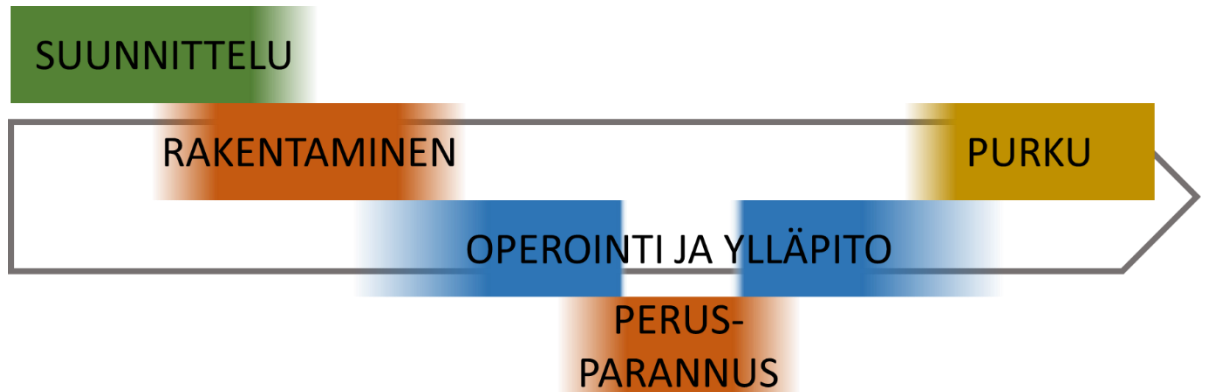 SUUNNITTELU
RAKENTAMINEN
PURKU
OPEROINTI JA YLLÄPITO
PERUS-
PARANNUS